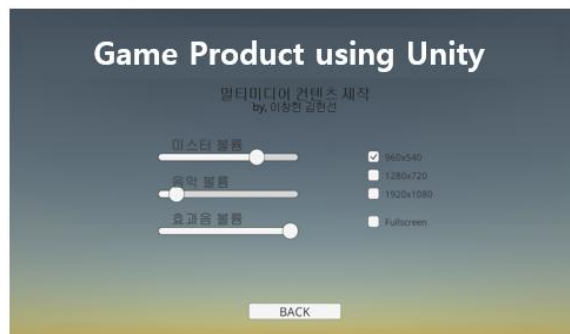 Game Product using Unity
멀티미디어 컨텐츠 제작
by, 이창현 김현선
마스터 볼륨
음악 볼륨
효과음 볼륨
960x540
1280x720
1920x1080
Fullscreen
BACK